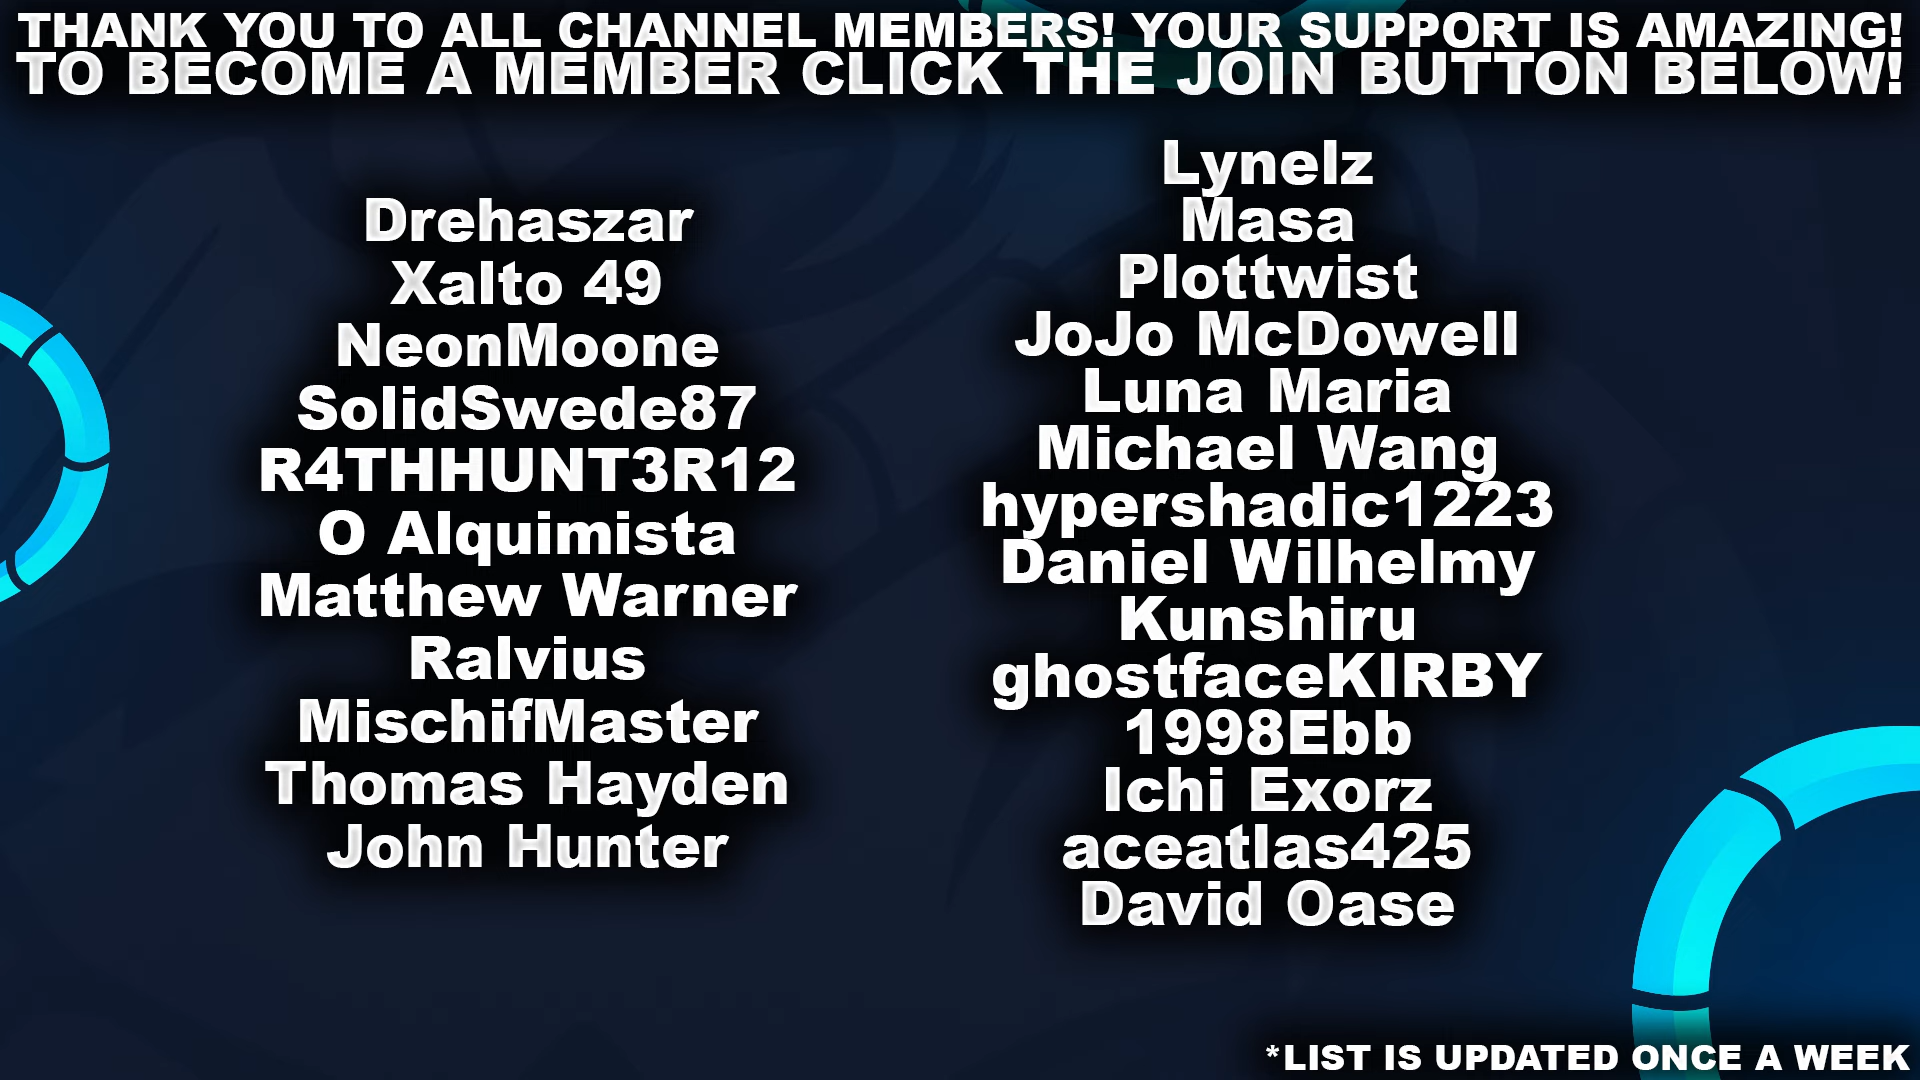 THANK YOU TO ALL CHANNEL MEMBERS! YOUR SUPPORT IS AMAZING!
TO BECOME A MEMBER CLICK THE JOIN BUTTON BELOW!
Drehaszar
Xalto 49
NeonMoone
SolidSwede87
R4THHUNT3R12
O Alquimista
Matthew Warner
Ralvius
MischifMaster
Thomas Hayden
John Hunter
Lynelz
Masa
Plottwist
JoJo McDowell
Luna Maria
Michael Wang
hypershadic1223
Daniel Wilhelmy
Kunshiru
ghostfaceKIRBY
1998Ebb
Ichi Exorz
aceatlas425
David Oase
*LIST IS UPDATED ONCE A WEEK